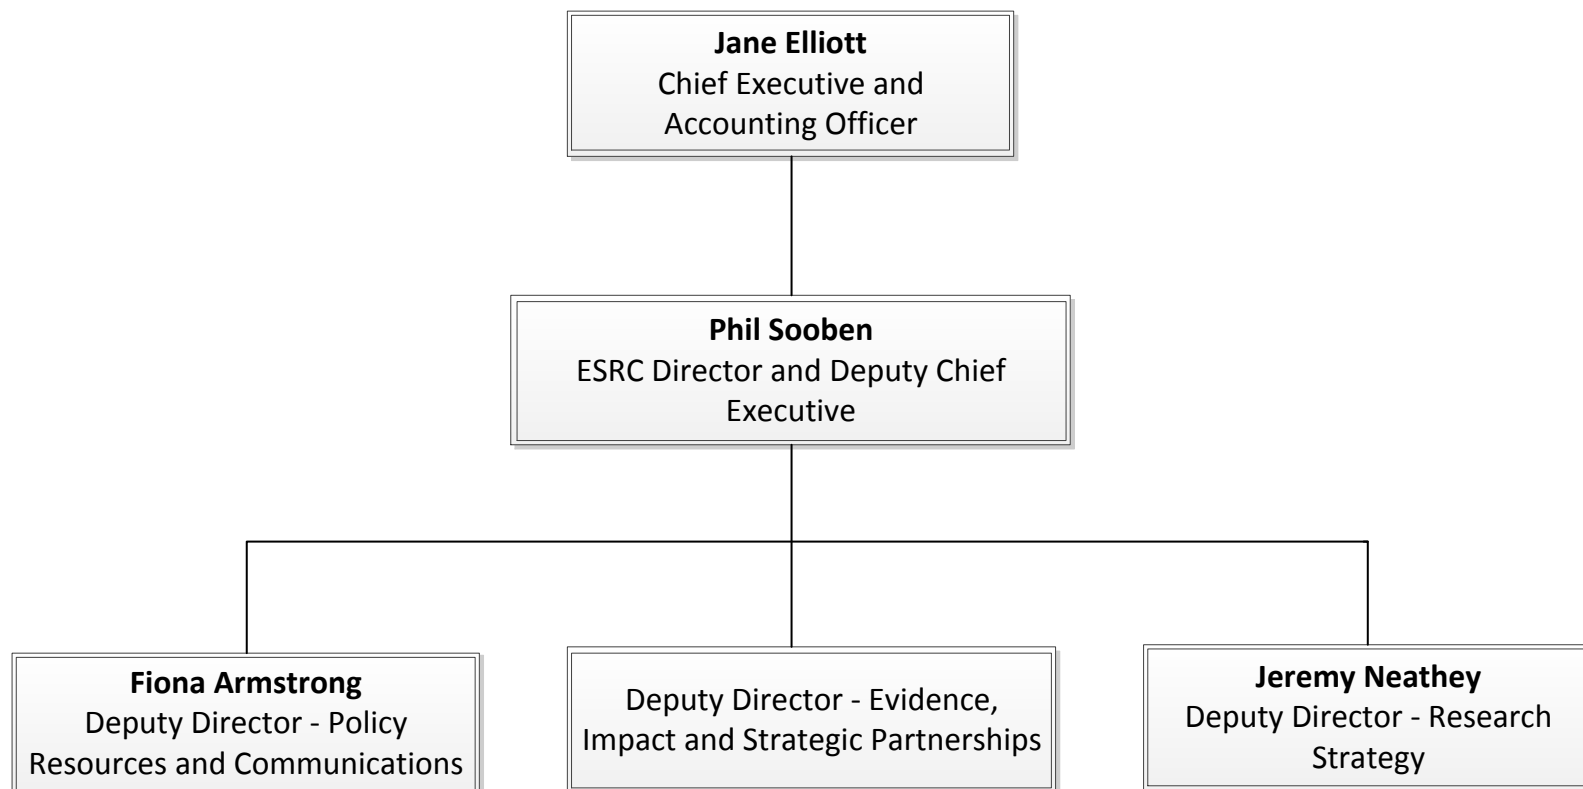 Jane Elliott
Chief Executive and
Accounting Officer
Phil Sooben
ESRC Director and Deputy Chief
Executive
Fiona Armstrong
Deputy Director - Policy
Resources and Communications
Deputy Director - Evidence,
Impact and Strategic Partnerships
Jeremy Neathey
Deputy Director - Research
Strategy